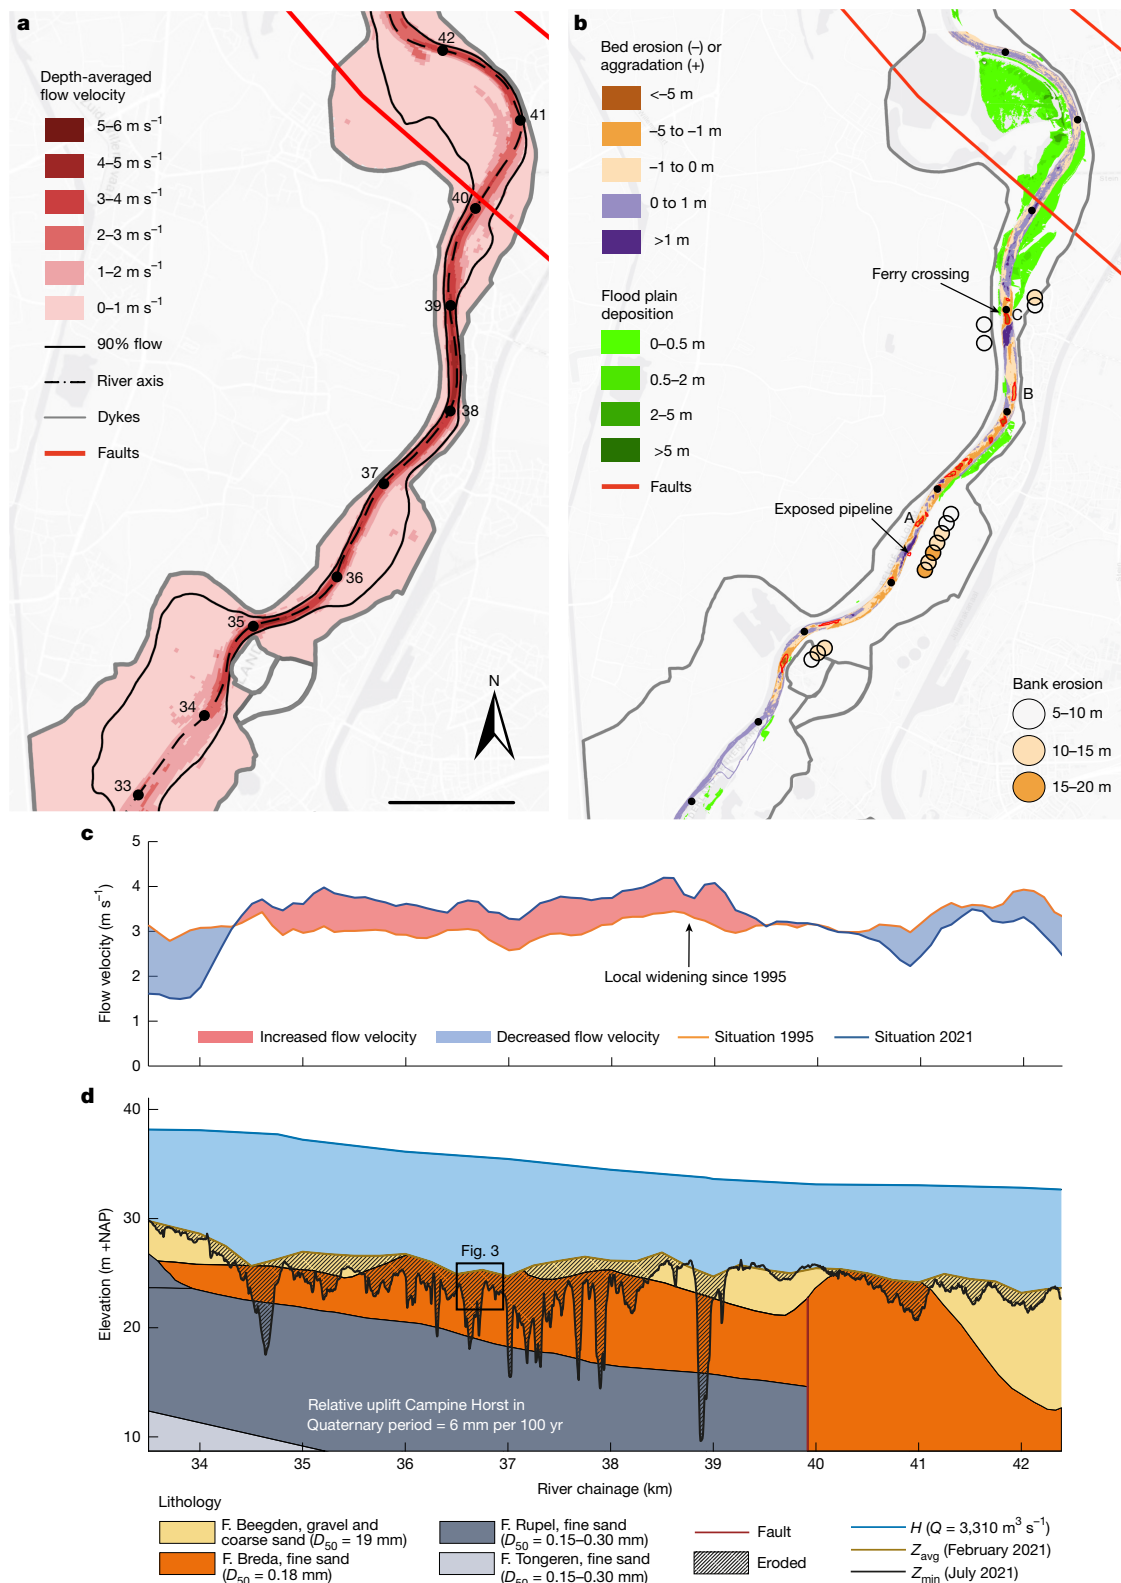 a
Depth-averaged
flow velocity
5–6 m s⁻¹
4–5 m s⁻¹
3–4 m s⁻¹
2–3 m s⁻¹
1–2 m s⁻¹
0–1 m s⁻¹
90% flow
River axis
Dykes
Faults
42
41
40
39
38
37
36
35
34
33
N
b
Bed erosion (–) or
aggradation (+)
<–5 m
–5 to –1 m
–1 to 0 m
0 to 1 m
>1 m
Flood plain
deposition
0–0.5 m
0.5–2 m
2–5 m
>5 m
Faults
Ferry crossing
C
B
A
Exposed pipeline
Bank erosion
5–10 m
10–15 m
15–20 m
c
Flow velocity (m s⁻¹)
5
4
3
2
1
0
Local widening since 1995
Increased flow velocity
Decreased flow velocity
Situation 1995
Situation 2021
d
Elevation (m +NAP)
40
30
20
10
Fig. 3
Relative uplift Campine Horst in
Quaternary period = 6 mm per 100 yr
34 35 36 37 38 39 40 41 42
River chainage (km)
Lithology
F. Beegden, gravel and
coarse sand (D₅₀ = 19 mm)
F. Breda, fine sand
(D₅₀ = 0.18 mm)
F. Rupel, fine sand
(D₅₀ = 0.15–0.30 mm)
F. Tongeren, fine sand
(D₅₀ = 0.15–0.30 mm)
Fault
Eroded
H (Q = 3,310 m³ s⁻¹)
Zavg (February 2021)
Zmin (July 2021)